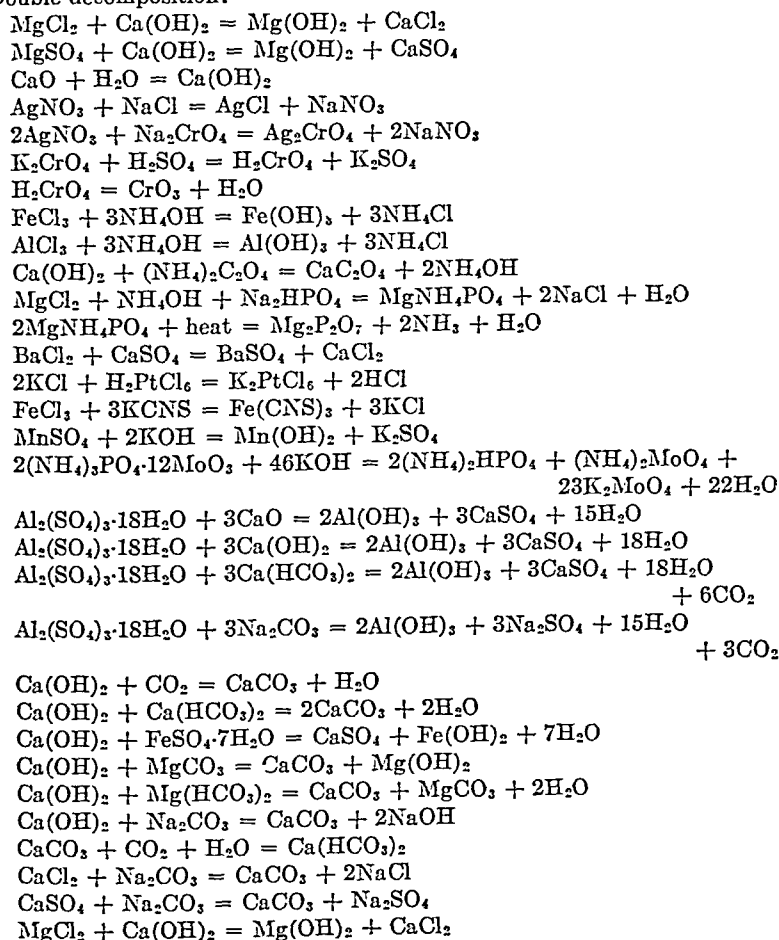 Double decomposition:
MgCl₂ + Ca(OH)₂ = Mg(OH)₂ + CaCl₂
MgSO₄ + Ca(OH)₂ = Mg(OH)₂ + CaSO₄
CaO + H₂O = Ca(OH)₂
AgNO₃ + NaCl = AgCl + NaNO₃
2AgNO₃ + Na₂CrO₄ = Ag₂CrO₄ + 2NaNO₃
K₂CrO₄ + H₂SO₄ = H₂CrO₄ + K₂SO₄
H₂CrO₄ = CrO₃ + H₂O
FeCl₃ + 3NH₄OH = Fe(OH)₃ + 3NH₄Cl
AlCl₃ + 3NH₄OH = Al(OH)₃ + 3NH₄Cl
Ca(OH)₂ + (NH₄)₂C₂O₄ = CaC₂O₄ + 2NH₄OH
MgCl₂ + NH₄OH + Na₂HPO₄ = MgNH₄PO₄ + 2NaCl + H₂O
2MgNH₄PO₄ + heat = Mg₂P₂O₇ + 2NH₃ + H₂O
BaCl₂ + CaSO₄ = BaSO₄ + CaCl₂
2KCl + H₂PtCl₆ = K₂PtCl₆ + 2HCl
FeCl₃ + 3KCNS = Fe(CNS)₃ + 3KCl
MnSO₄ + 2KOH = Mn(OH)₂ + K₂SO₄
2(NH₄)₃PO₄·12MoO₃ + 46KOH = 2(NH₄)₂HPO₄ + (NH₄)₂MoO₄ +
23K₂MoO₄ + 22H₂O
Al₂(SO₄)₃·18H₂O + 3CaO = 2Al(OH)₃ + 3CaSO₄ + 15H₂O
Al₂(SO₄)₃·18H₂O + 3Ca(OH)₂ = 2Al(OH)₃ + 3CaSO₄ + 18H₂O
Al₂(SO₄)₃·18H₂O + 3Ca(HCO₃)₂ = 2Al(OH)₃ + 3CaSO₄ + 18H₂O
+ 6CO₂
Al₂(SO₄)₃·18H₂O + 3Na₂CO₃ = 2Al(OH)₃ + 3Na₂SO₄ + 15H₂O
+ 3CO₂
Ca(OH)₂ + CO₂ = CaCO₃ + H₂O
Ca(OH)₂ + Ca(HCO₃)₂ = 2CaCO₃ + 2H₂O
Ca(OH)₂ + FeSO₄·7H₂O = CaSO₄ + Fe(OH)₂ + 7H₂O
Ca(OH)₂ + MgCO₃ = CaCO₃ + Mg(OH)₂
Ca(OH)₂ + Mg(HCO₃)₂ = CaCO₃ + MgCO₃ + 2H₂O
Ca(OH)₂ + Na₂CO₃ = CaCO₃ + 2NaOH
CaCO₃ + CO₂ + H₂O = Ca(HCO₃)₂
CaCl₂ + Na₂CO₃ = CaCO₃ + 2NaCl
CaSO₄ + Na₂CO₃ = CaCO₃ + Na₂SO₄
MgCl₂ + Ca(OH)₂ = Mg(OH)₂ + CaCl₂